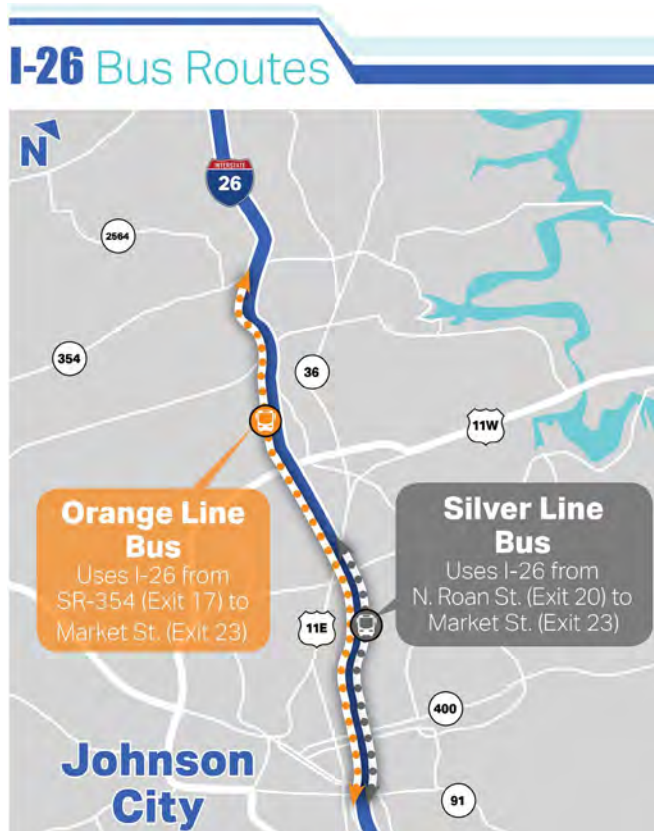 I-26 Bus Routes
N
INTERSTATE
26
2564
354
36
11W
Orange Line
Bus
Uses I-26 from
SR-354 (Exit 17) to
Market St. (Exit 23)
Silver Line
Bus
Uses I-26 from
N. Roan St. (Exit 20) to
Market St. (Exit 23)
11E
400
Johnson
City
91